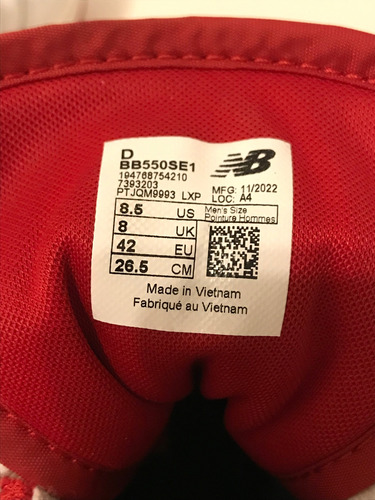 D
BB550SE1
194768754210
7393203
PTJQM9993 LXP
NB
MFG: 11/2022
LOC: A4
8.5 US
8 UK
42 EU
26.5 CM
Men's Size
Pointure Hommes
Made in Vietnam
Fabriqué au Vietnam